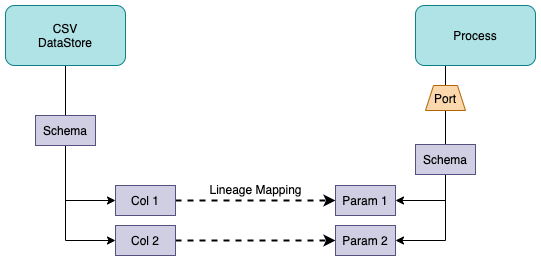 CSV
DataStore
Process
Port
Schema
Schema
Lineage Mapping
Col 1
Param 1
Col 2
Param 2